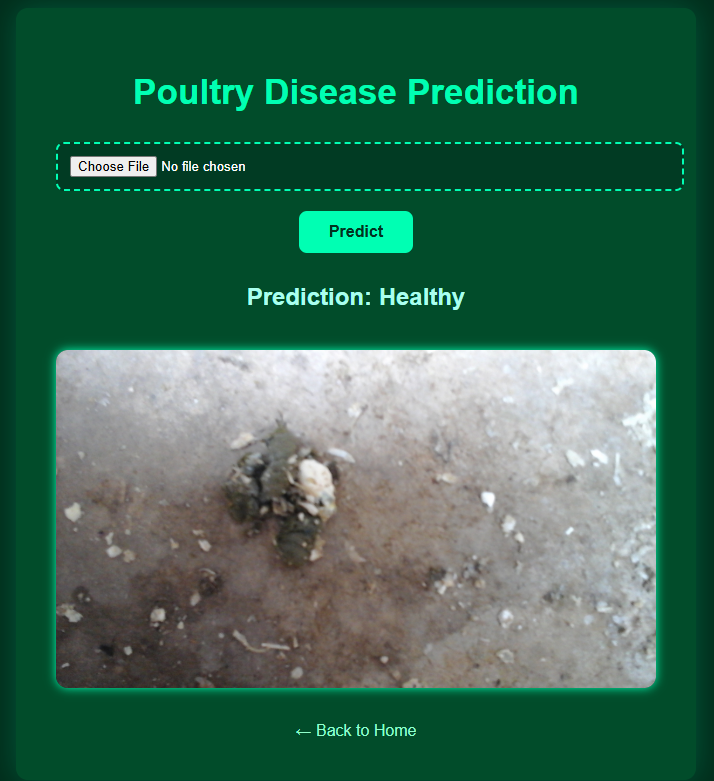 Poultry Disease Prediction
Choose File No file chosen
Predict
Prediction: Healthy
← Back to Home